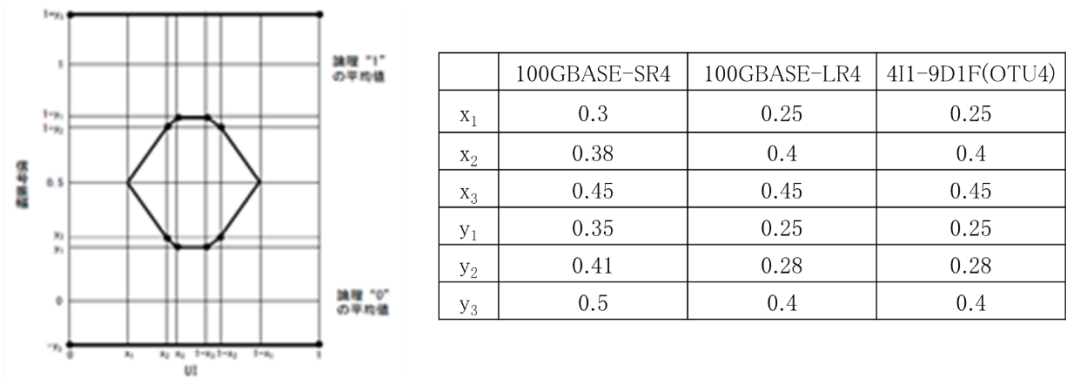 1-y₁
1
論理 "1"
の平均値
1-y₁
1-y₂
0.5
y₂
y₁
0
論理 "0"
の平均値
-y₃
0
x₁
x₂
x₃
1-x₃
1-x₂
1-x₁
1
UI
100GBASE-SR4 100GBASE-LR4 4I1-9D1F(OTU4)
x₁ 0.3 0.25 0.25
x₂ 0.38 0.4 0.4
x₃ 0.45 0.45 0.45
y₁ 0.35 0.25 0.25
y₂ 0.41 0.28 0.28
y₃ 0.5 0.4 0.4